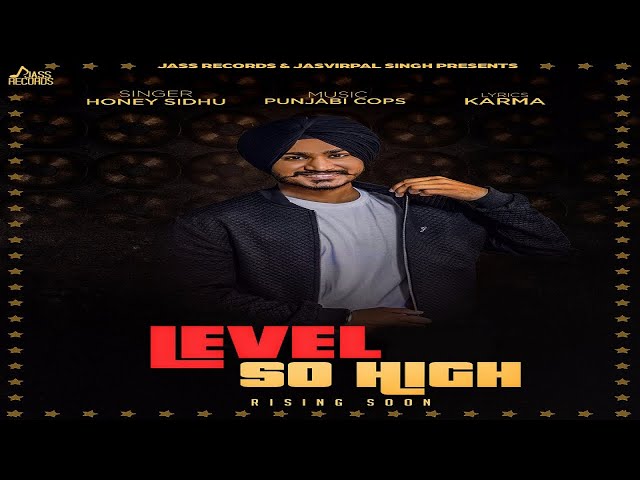 JASS RECORDS
JASS RECORDS & JASVIRPAL SINGH PRESENTS
SINGER
HONEY SIDHU
MUSIC
PUNJABI COPS
LYRICS
KARMA
LEVEL
SO HIGH
RISING SOON